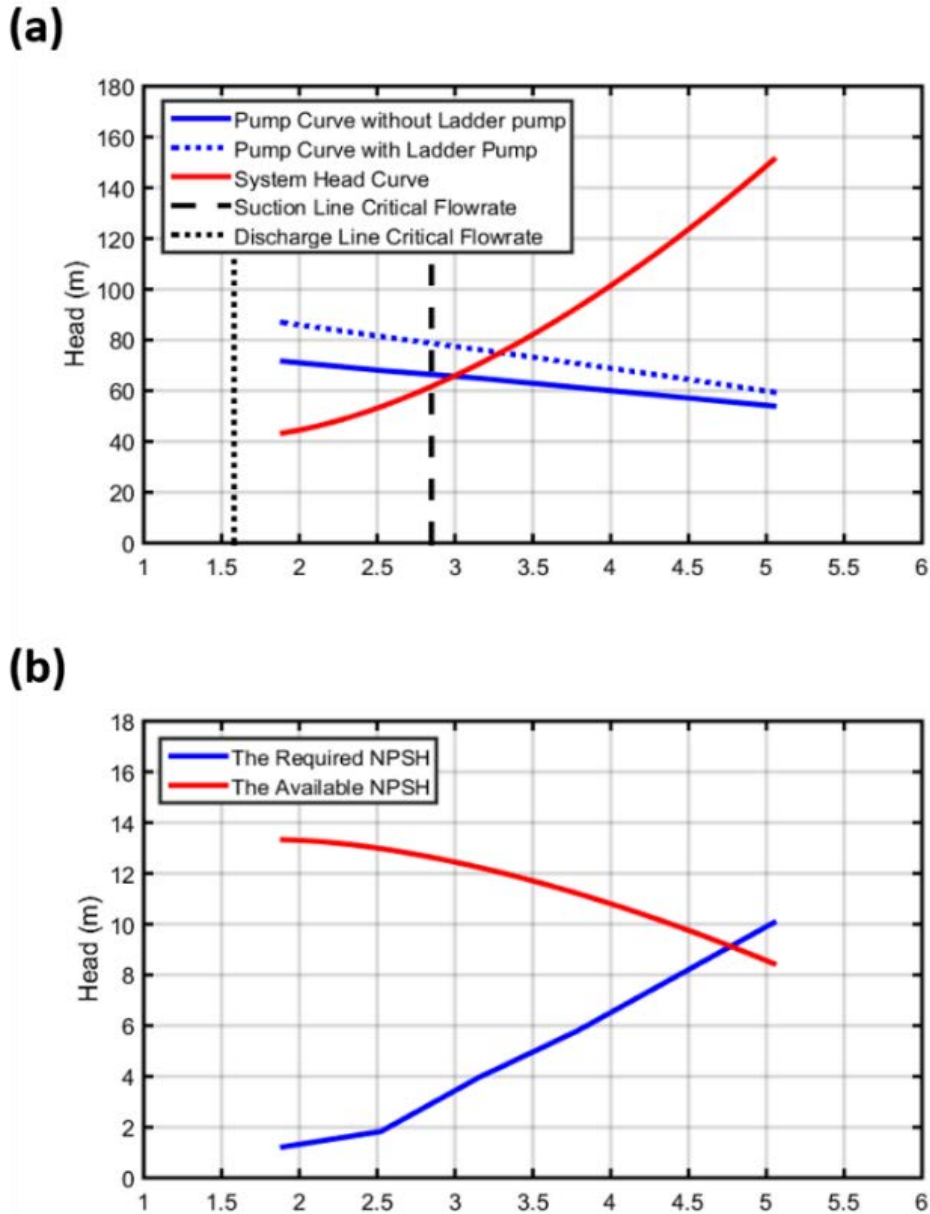 (a)
180
160
140
120
100
80
60
40
20
0
Head (m)
Pump Curve without Ladder pump
Pump Curve with Ladder Pump
System Head Curve
Suction Line Critical Flowrate
Discharge Line Critical Flowrate
1 1.5 2 2.5 3 3.5 4 4.5 5 5.5 6
(b)
18
16
14
12
10
8
6
4
2
0
Head (m)
The Required NPSH
The Available NPSH
1 1.5 2 2.5 3 3.5 4 4.5 5 5.5 6